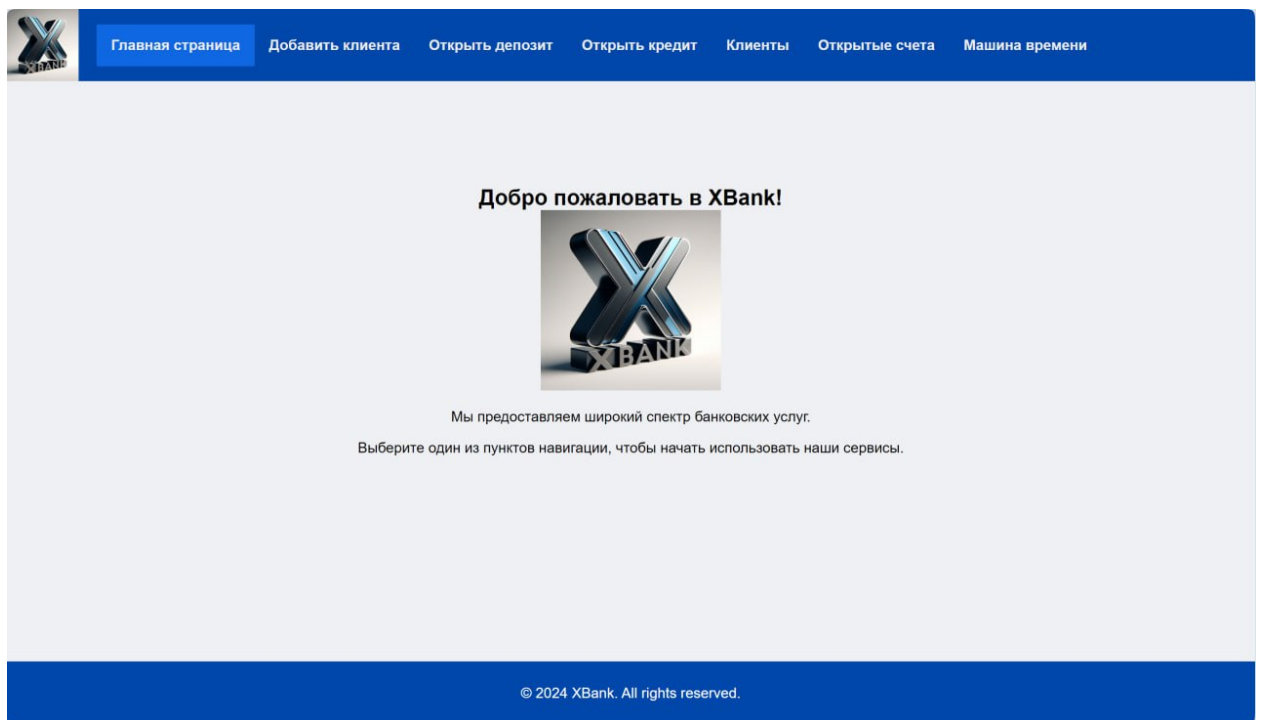 XBANK
Главная страница Добавить клиента Открыть депозит Открыть кредит Клиенты Открытые счета Машина времени
Добро пожаловать в XBank!
XBANK
Мы предоставляем широкий спектр банковских услуг.
Выберите один из пунктов навигации, чтобы начать использовать наши сервисы.
© 2024 XBank. All rights reserved.